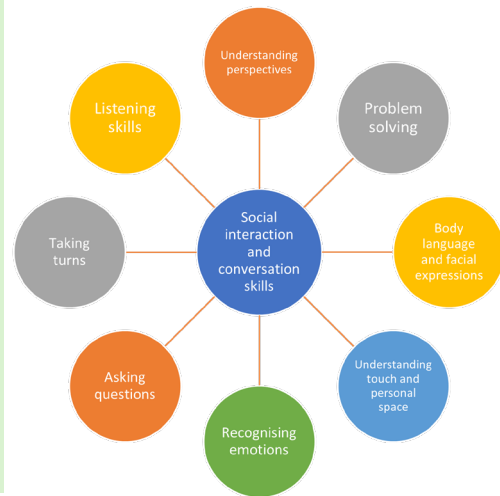 Understanding
perspectives
Problem
solving
Body
language
and facial
expressions
Understanding
touch and
personal
space
Recognising
emotions
Asking
questions
Taking
turns
Listening
skills
Social
interaction
and
conversation
skills